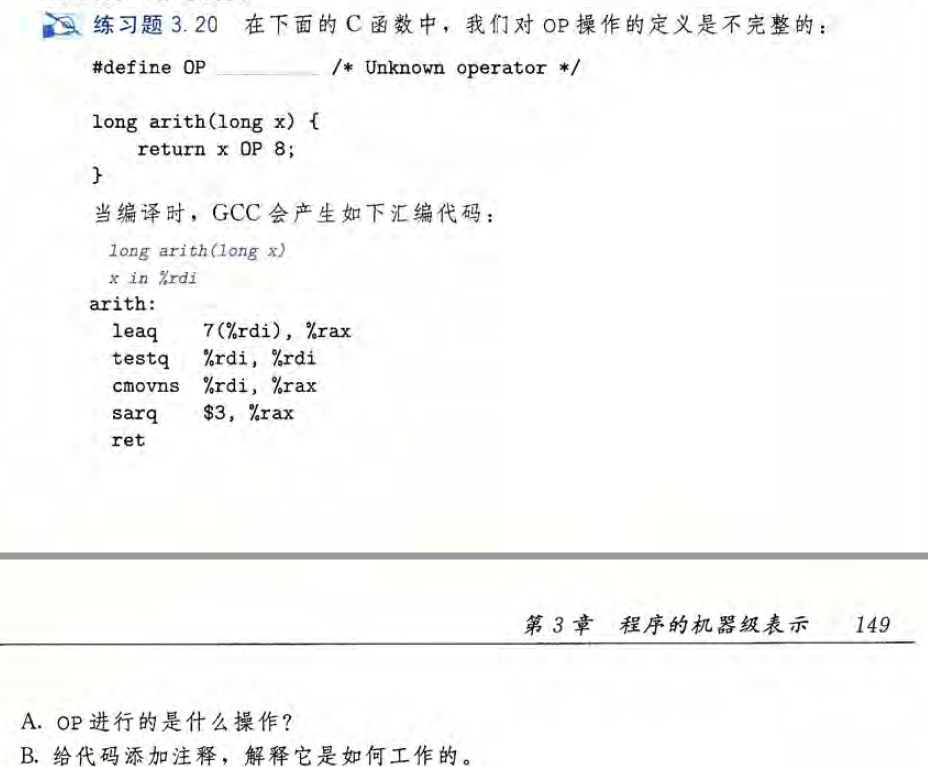 练习题 3.20 在下面的 C 函数中，我们对 OP 操作的定义是不完整的：
#define OP __________ /* Unknown operator */
long arith(long x) {
    return x OP 8;
}
当编译时，GCC 会产生如下汇编代码：
long arith(long x)
x in %rdi
arith:
  leaq    7(%rdi), %rax
  testq   %rdi, %rdi
  cmovns  %rdi, %rax
  sarq    $3, %rax
  ret
第 3 章 程序的机器级表示 149
A. OP 进行的是什么操作？
B. 给代码添加注释，解释它是如何工作的。